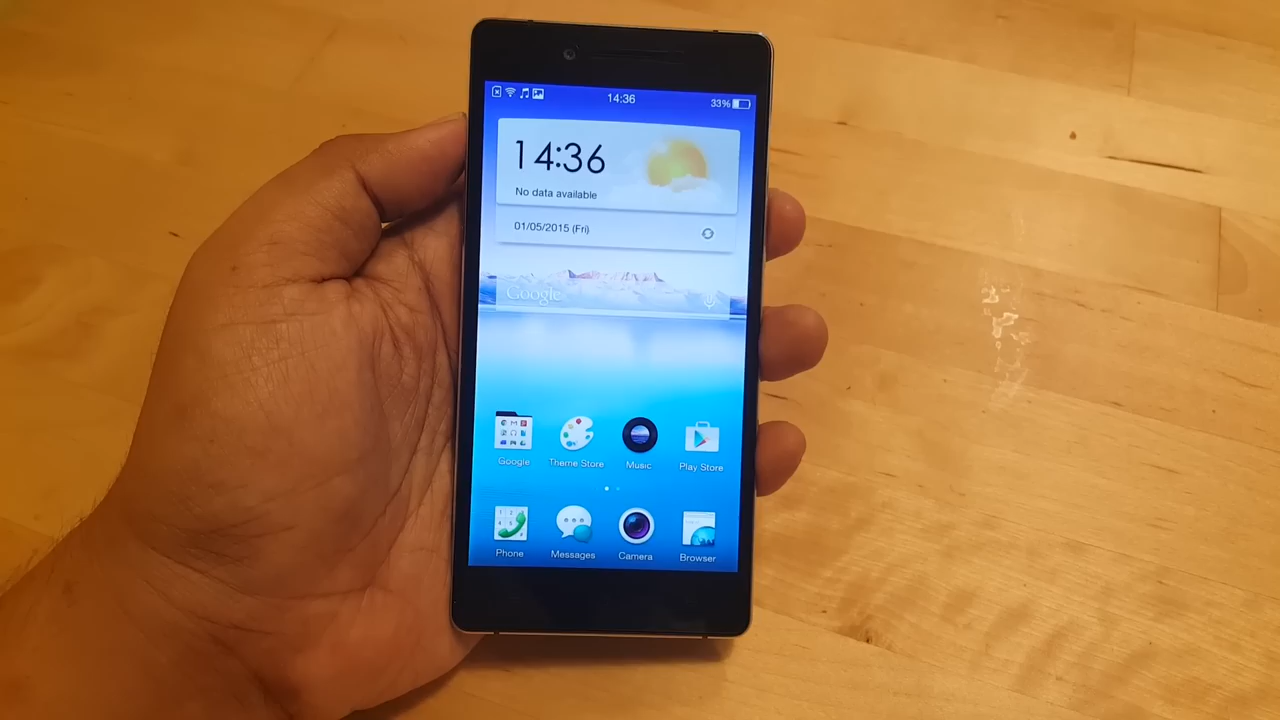 14:36
33%
14:36
No data available
01/05/2015 (Fri)
Google
Google
Theme Store
Music
Play Store
Phone
Messages
Camera
Browser